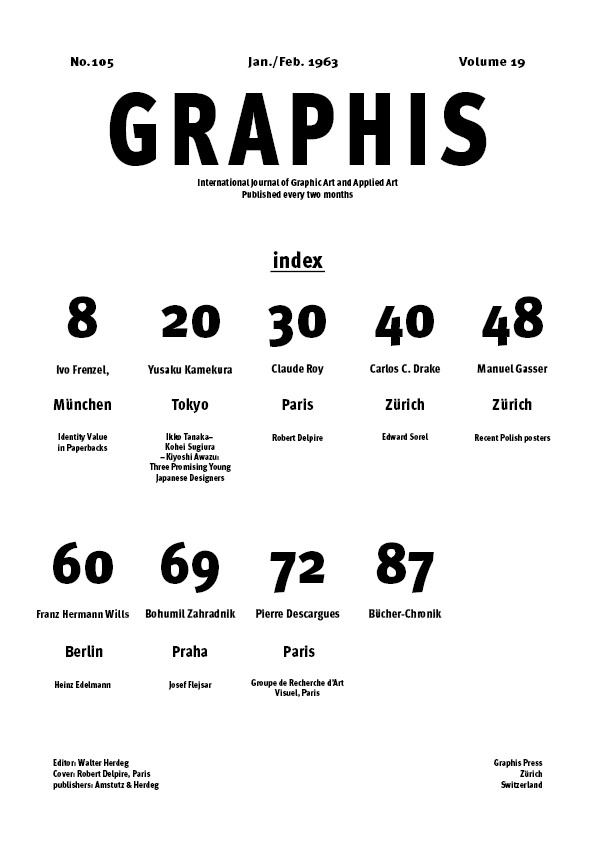 No.105 Jan./Feb. 1963 Volume 19
GRAPHIS
International Journal of Graphic Art and Applied Art
Published every two months
index
8
Ivo Frenzel,
München
Identity Value
in Paperbacks
20
Yusaku Kamekura
Tokyo
Ikko Tanaka–
Kohei Sugiura
–Kiyoshi Awazu:
Three Promising Young
Japanese Designers
30
Claude Roy
Paris
Robert Delpire
40
Carlos C. Drake
Zürich
Edward Sorel
48
Manuel Gasser
Zürich
Recent Polish posters
60
Franz Hermann Wills
Berlin
Heinz Edelmann
69
Bohumil Zahradnik
Praha
Josef Flejsar
72
Pierre Descargues
Paris
Groupe de Recherche d'Art
Visuel, Paris
87
Bücher-Chronik
Editor: Walter Herdeg
Cover: Robert Delpire, Paris
publishers: Amstutz & Herdeg
Graphis Press
Zürich
Switzerland